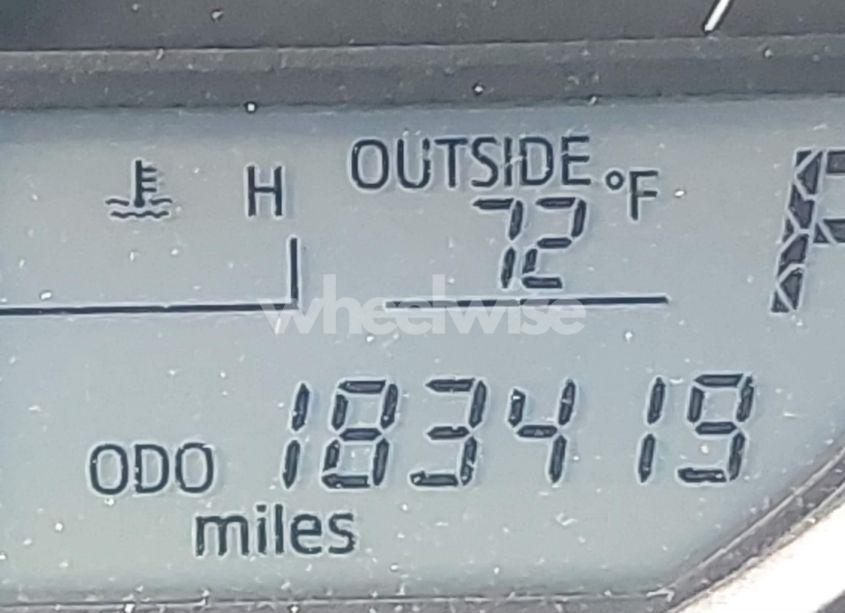 OUTSIDE
H 72 °F
wheelwise
ODO 183419
miles